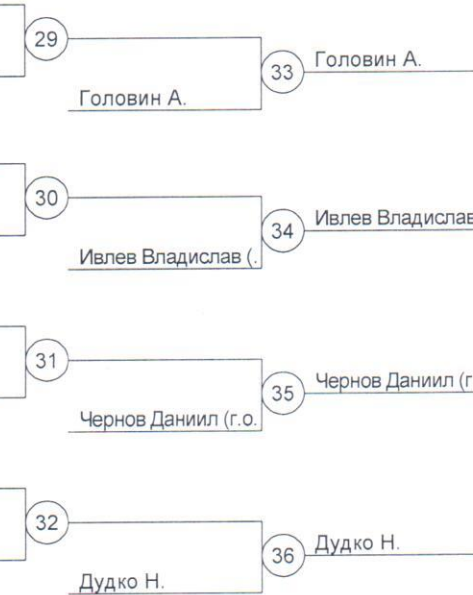 29
33
Головин А.
Головин А.
30
34
Ивлев Владислав
Ивлев Владислав (.
31
35
Чернов Даниил (г
Чернов Даниил (г.о.
32
36
Дудко Н.
Дудко Н.